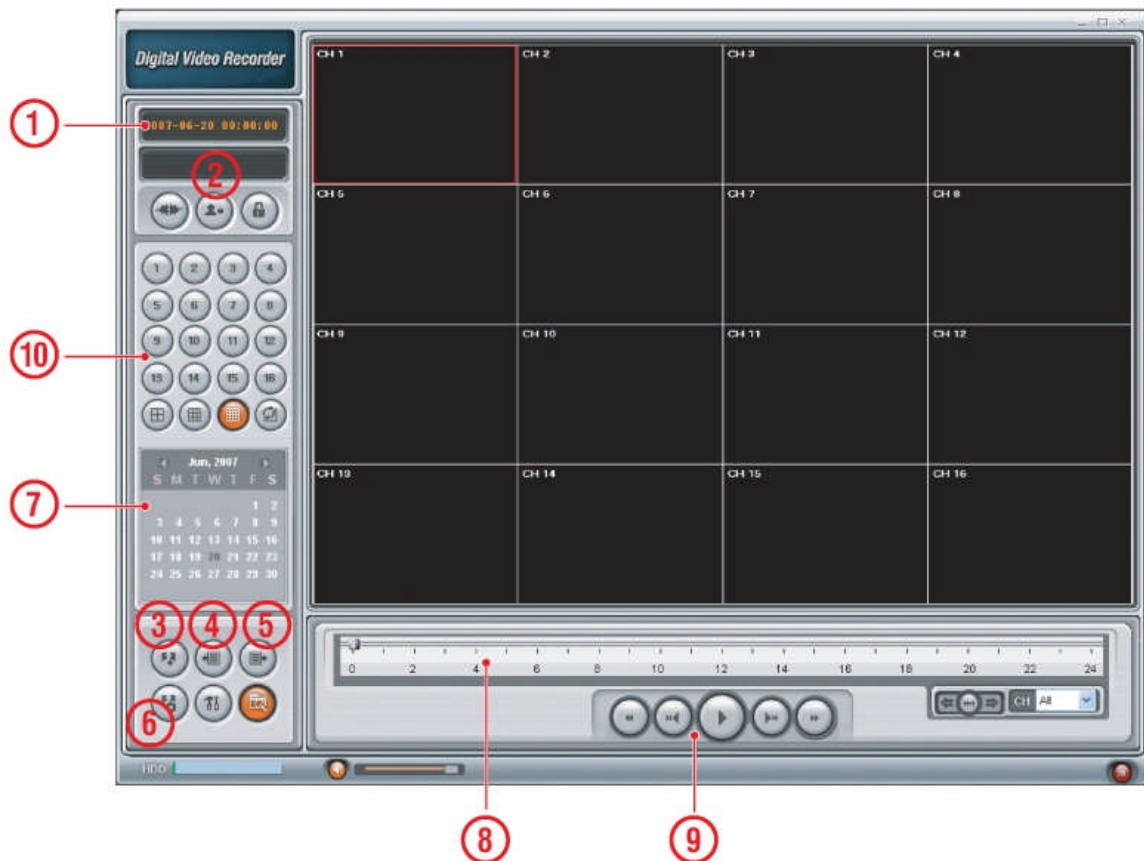 Digital Video Recorder
2007-06-20 00:00:00
CH 1 CH 2 CH 3 CH 4
CH 5 CH 6 CH 7 CH 8
CH 9 CH 10 CH 11 CH 12
CH 13 CH 14 CH 15 CH 16
1
2
1 2 3 4
5 6 7 8
9 10 11 12
13 14 15 16
10
Jun, 2007
S M T W T F S
1 2
3 4 5 6 7 8 9
10 11 12 13 14 15 16
17 18 19 20 21 22 23
24 25 26 27 28 29 30
7
3 4 5
6
0 2 4 6 8 10 12 14 16 18 20 22 24
CH All
HDD
8 9